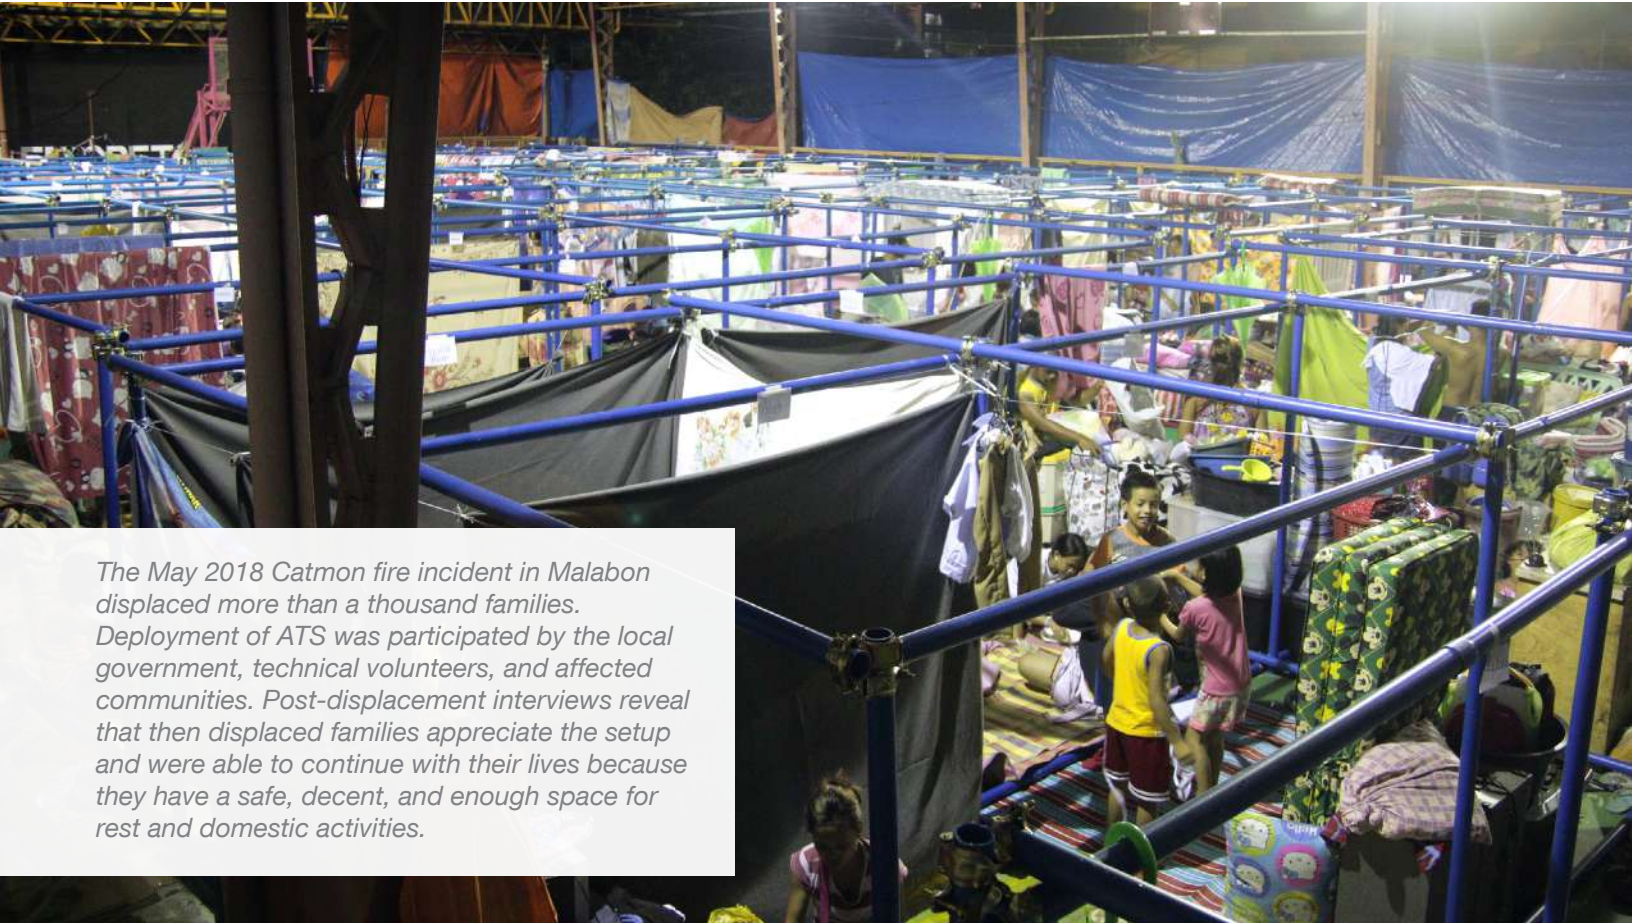 The May 2018 Catmon fire incident in Malabon
displaced more than a thousand families.
Deployment of ATS was participated by the local
government, technical volunteers, and affected
communities. Post-displacement interviews reveal
that then displaced families appreciate the setup
and were able to continue with their lives because
they have a safe, decent, and enough space for
rest and domestic activities.